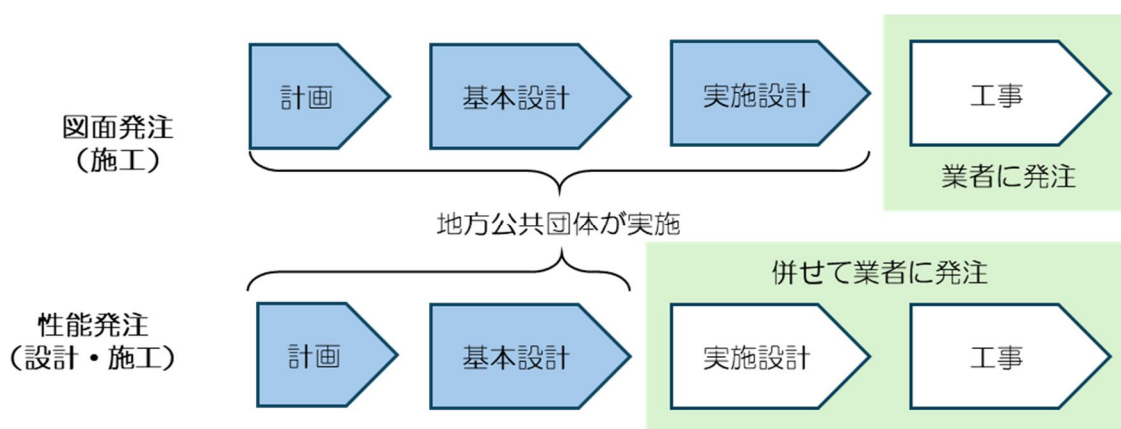 図面発注
（施工）
計画
基本設計
実施設計
工事
業者に発注
地方公共団体が実施
性能発注
（設計・施工）
併せて業者に発注
計画
基本設計
実施設計
工事